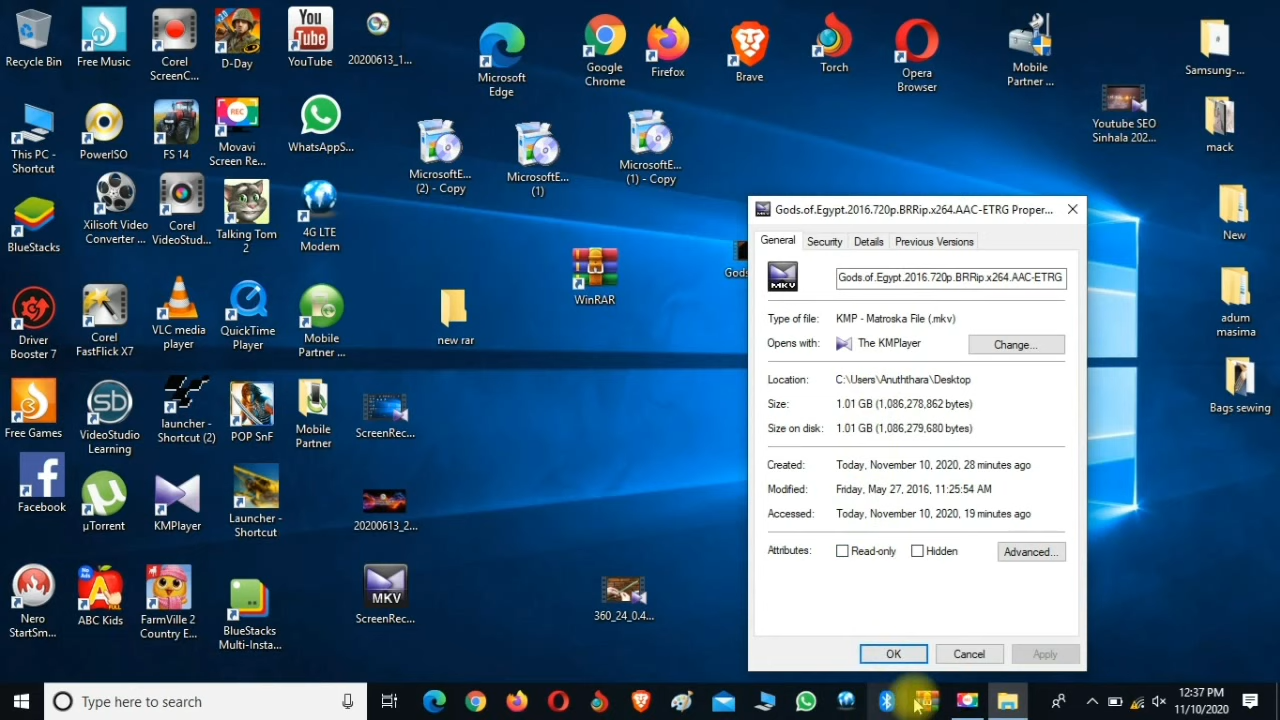 Recycle Bin
Free Music
Corel
ScreenC...
D-Day
You
Tube
YouTube
20200613_1...
Microsoft
Edge
Google
Chrome
Firefox
Brave
Torch
Opera
Browser
Mobile
Partner ...
Samsung-...
This PC -
Shortcut
PowerISO
FS 14
REC
Movavi
Screen Re...
WhatsAppS...
MicrosoftE...
(2) - Copy
MicrosoftE...
(1)
MicrosoftE...
(1) - Copy
Youtube SEO
Sinhala 202...
mack
BlueStacks
Xilisoft Video
Converter ...
Corel
VideoStud...
Talking Tom
2
4G LTE
Modem
WinRAR
Gods
New
Driver
Booster 7
Corel
FastFlick X7
VLC media
player
QuickTime
Player
Mobile
Partner ...
new rar
adum
masima
Free Games
sb
VideoStudio
Learning
launcher -
Shortcut (2)
POP SnF
Mobile
Partner
ScreenRec...
Bags sewing
Facebook
µTorrent
KMPlayer
Launcher -
Shortcut
20200613_2...
Nero
StartSm...
ABC Kids
FarmVille 2
Country E...
BlueStacks
Multi-Insta...
MKV
ScreenRec...
360_24_0.4...
Gods.of.Egypt.2016.720p.BRRip.x264.AAC-ETRG Proper...
General
Security
Details
Previous Versions
MKV
Gods.of.Egypt.2016.720p.BRRip.x264.AAC-ETRG
Type of file: KMP - Matroska File (.mkv)
Opens with: The KMPlayer
Change...
Location: C:\Users\Anuththara\Desktop
Size: 1.01 GB (1,086,278,862 bytes)
Size on disk: 1.01 GB (1,086,279,680 bytes)
Created: Today, November 10, 2020, 28 minutes ago
Modified: Friday, May 27, 2016, 11:25:54 AM
Accessed: Today, November 10, 2020, 19 minutes ago
Attributes: Read-only Hidden Advanced...
OK Cancel Apply
Type here to search
12:37 PM
11/10/2020